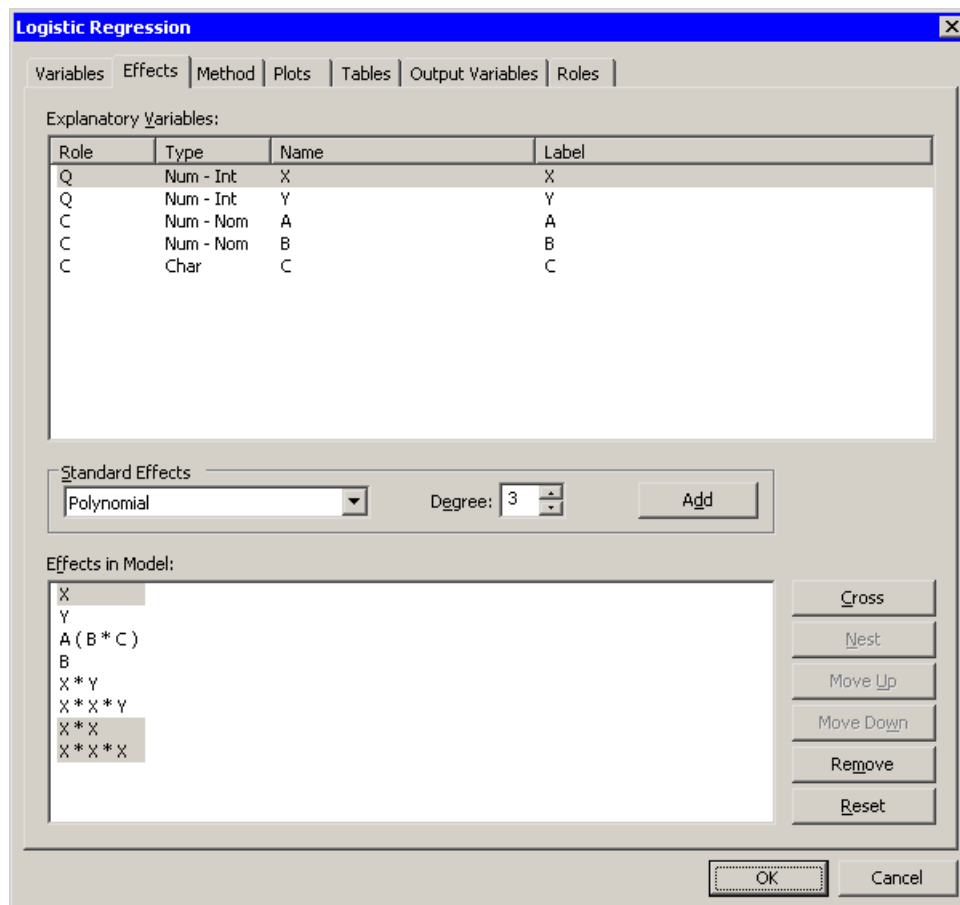 Logistic Regression
Variables Effects Method Plots Tables Output Variables Roles
Explanatory Variables:
Role Type Name Label
Q Num - Int X X
Q Num - Int Y Y
C Num - Nom A A
C Num - Nom B B
C Char C C
Standard Effects
Polynomial Degree: 3 Add
Effects in Model:
X
Y
A ( B * C )
B
X * Y
X * X * Y
X * X
X * X * X
Cross
Nest
Move Up
Move Down
Remove
Reset
OK Cancel